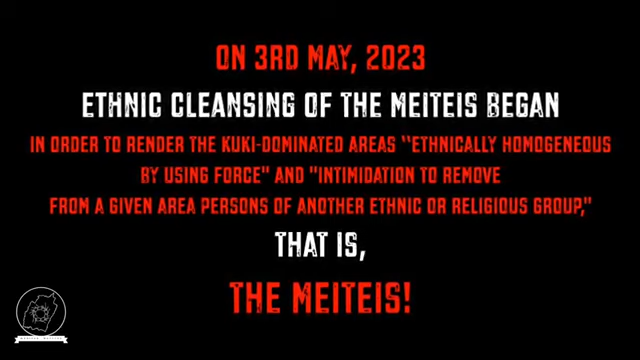 ON 3RD MAY, 2023
ETHNIC CLEANSING OF THE MEITEIS BEGAN
IN ORDER TO RENDER THE KUKI-DOMINATED AREAS "ETHNICALLY HOMOGENEOUS
BY USING FORCE" AND "INTIMIDATION TO REMOVE
FROM A GIVEN AREA PERSONS OF ANOTHER ETHNIC OR RELIGIOUS GROUP,"
THAT IS,
THE MEITEIS!